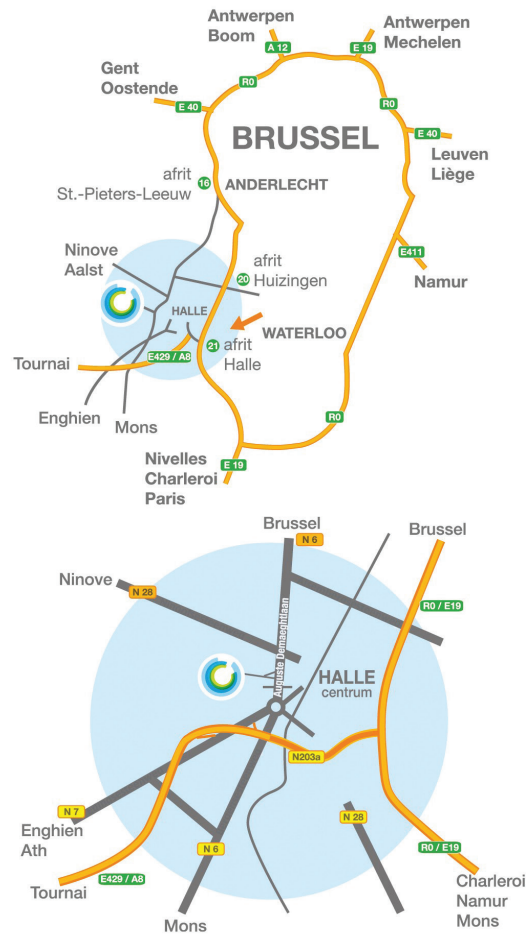 Antwerpen
Boom
Antwerpen
Mechelen
A 12
E 19
Gent
Oostende
R0
R0
E 40
BRUSSEL
E 40
Leuven
Liège
afrit
St.-Pieters-Leeuw
16
ANDERLECHT
Ninove
Aalst
afrit
Huizingen
20
E411
Namur
HALLE
WATERLOO
21
afrit
Halle
Tournai
E429 / A8
Enghien
Mons
R0
Nivelles
Charleroi
Paris
E 19
Brussel
N 6
Brussel
Ninove
N 28
R0 / E19
Auguste Demaeghtlaan
HALLE
centrum
N203a
N 7
Enghien
Ath
N 28
N 6
R0 / E19
Tournai
E429 / A8
Mons
Charleroi
Namur
Mons